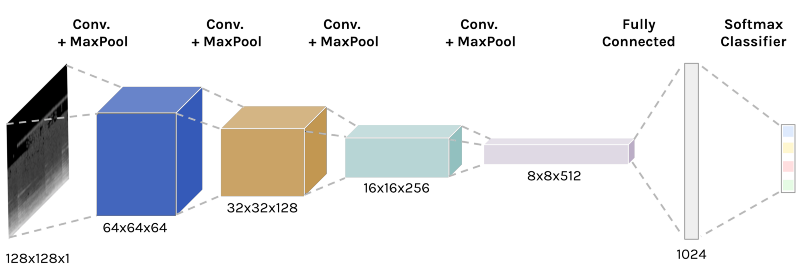 Conv.
+ MaxPool
Conv.
+ MaxPool
Conv.
+ MaxPool
Conv.
+ MaxPool
Fully
Connected
Softmax
Classifier
128x128x1
64x64x64
32x32x128
16x16x256
8x8x512
1024